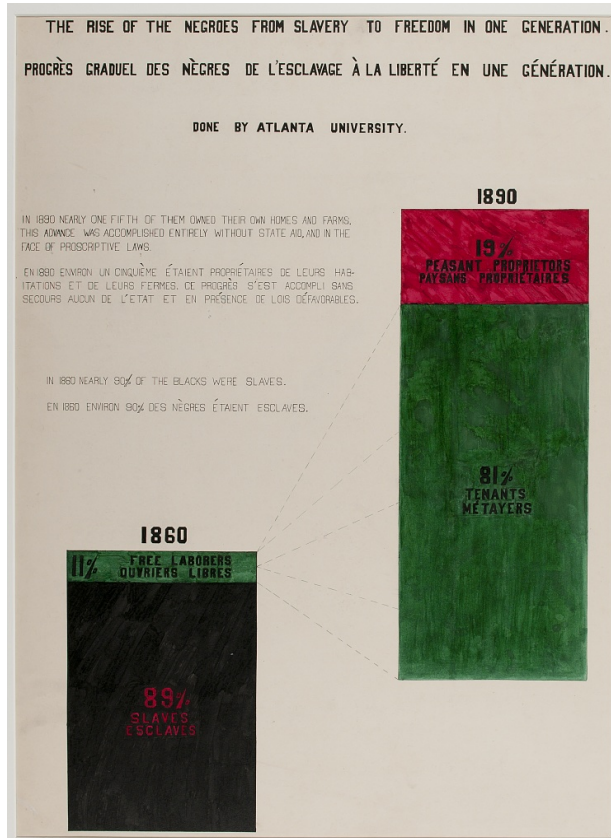 THE RISE OF THE NEGROES FROM SLAVERY TO FREEDOM IN ONE GENERATION.
PROGRÈS GRADUEL DES NÈGRES DE L'ESCLAVAGE À LA LIBERTÉ EN UNE GÉNÉRATION.
DONE BY ATLANTA UNIVERSITY.
IN 1890 NEARLY ONE FIFTH OF THEM OWNED THEIR OWN HOMES AND FARMS.
THIS ADVANCE WAS ACCOMPLISHED ENTIRELY WITHOUT STATE AID, AND IN THE
FACE OF PROSCRIPTIVE LAWS.
EN 1890 ENVIRON UN CINQUIÈME ÉTAIENT PROPRIÉTAIRES DE LEURS HAB-
ITATIONS ET DE LEURS FERMES. CE PROGRÈS S'EST ACCOMPLI SANS
SECOURS AUCUN DE L'ETAT ET EN PRÉSENCE DE LOIS DÉFAVORABLES.
IN 1860 NEARLY 90% OF THE BLACKS WERE SLAVES.
EN 1860 ENVIRON 90% DES NÈGRES ÉTAIENT ESCLAVES.
1890
19%
PEASANT PROPRIETORS
PAYSANS PROPRIÉTAIRES
81%
TENANTS
MÉTAYERS
1860
11% FREE LABORERS
OUVRIERS LIBRES
89%
SLAVES
ESCLAVES